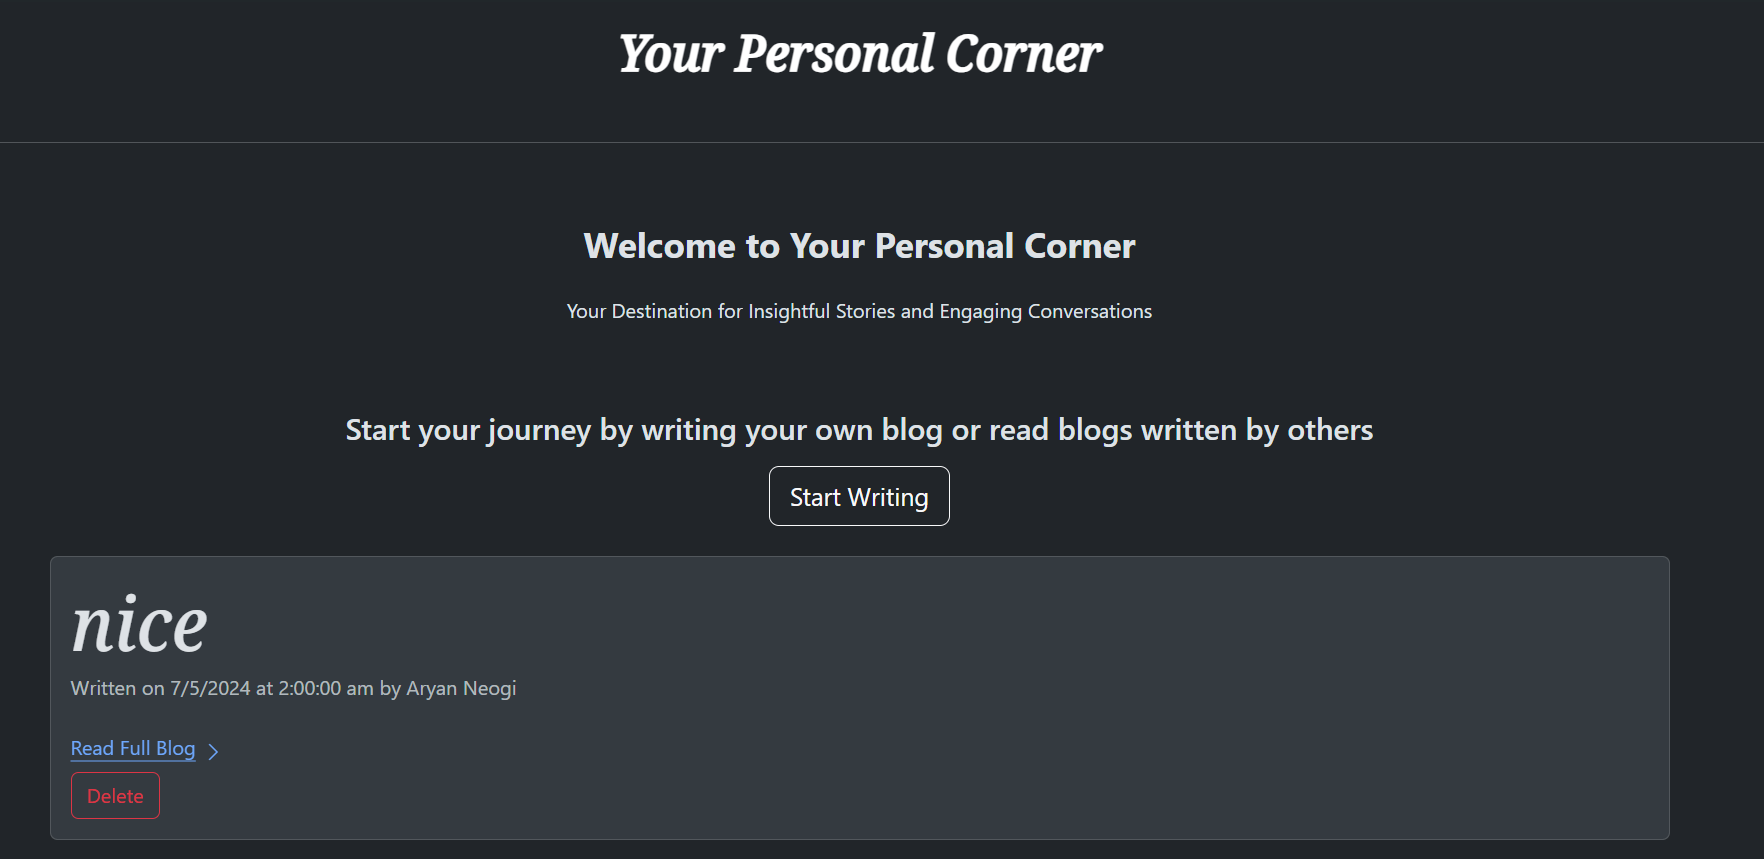 Your Personal Corner
Welcome to Your Personal Corner
Your Destination for Insightful Stories and Engaging Conversations
Start your journey by writing your own blog or read blogs written by others
Start Writing
nice
Written on 7/5/2024 at 2:00:00 am by Aryan Neogi
Read Full Blog
Delete